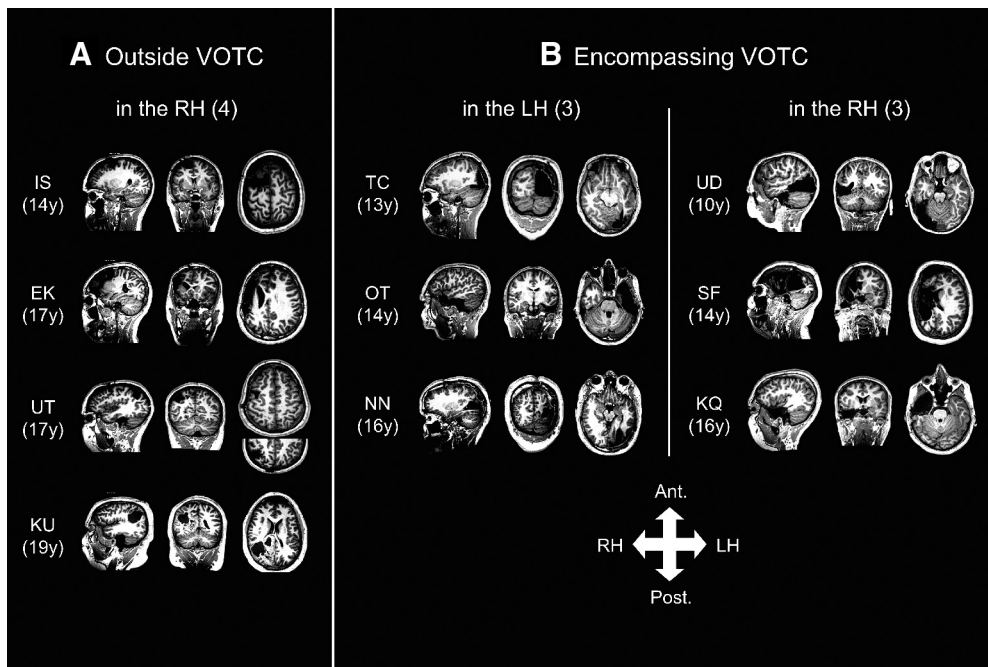 A Outside VOTC
in the RH (4)
IS
(14y)
EK
(17y)
UT
(17y)
KU
(19y)
B Encompassing VOTC
in the LH (3)
TC
(13y)
OT
(14y)
NN
(16y)
in the RH (3)
UD
(10y)
SF
(14y)
KQ
(16y)
Ant.
RH LH
Post.